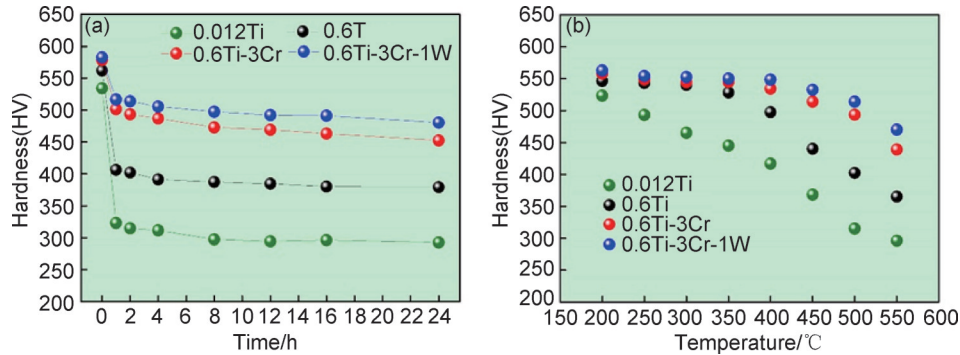 (a)
0.012Ti
0.6T
0.6Ti-3Cr
0.6Ti-3Cr-1W
Hardness(HV)
650
600
550
500
450
400
350
300
250
200
0 2 4 6 8 10 12 14 16 18 20 22 24
Time/h
(b)
0.012Ti
0.6Ti
0.6Ti-3Cr
0.6Ti-3Cr-1W
Hardness(HV)
650
600
550
500
450
400
350
300
250
200
150 200 250 300 350 400 450 500 550 600
Temperature/℃